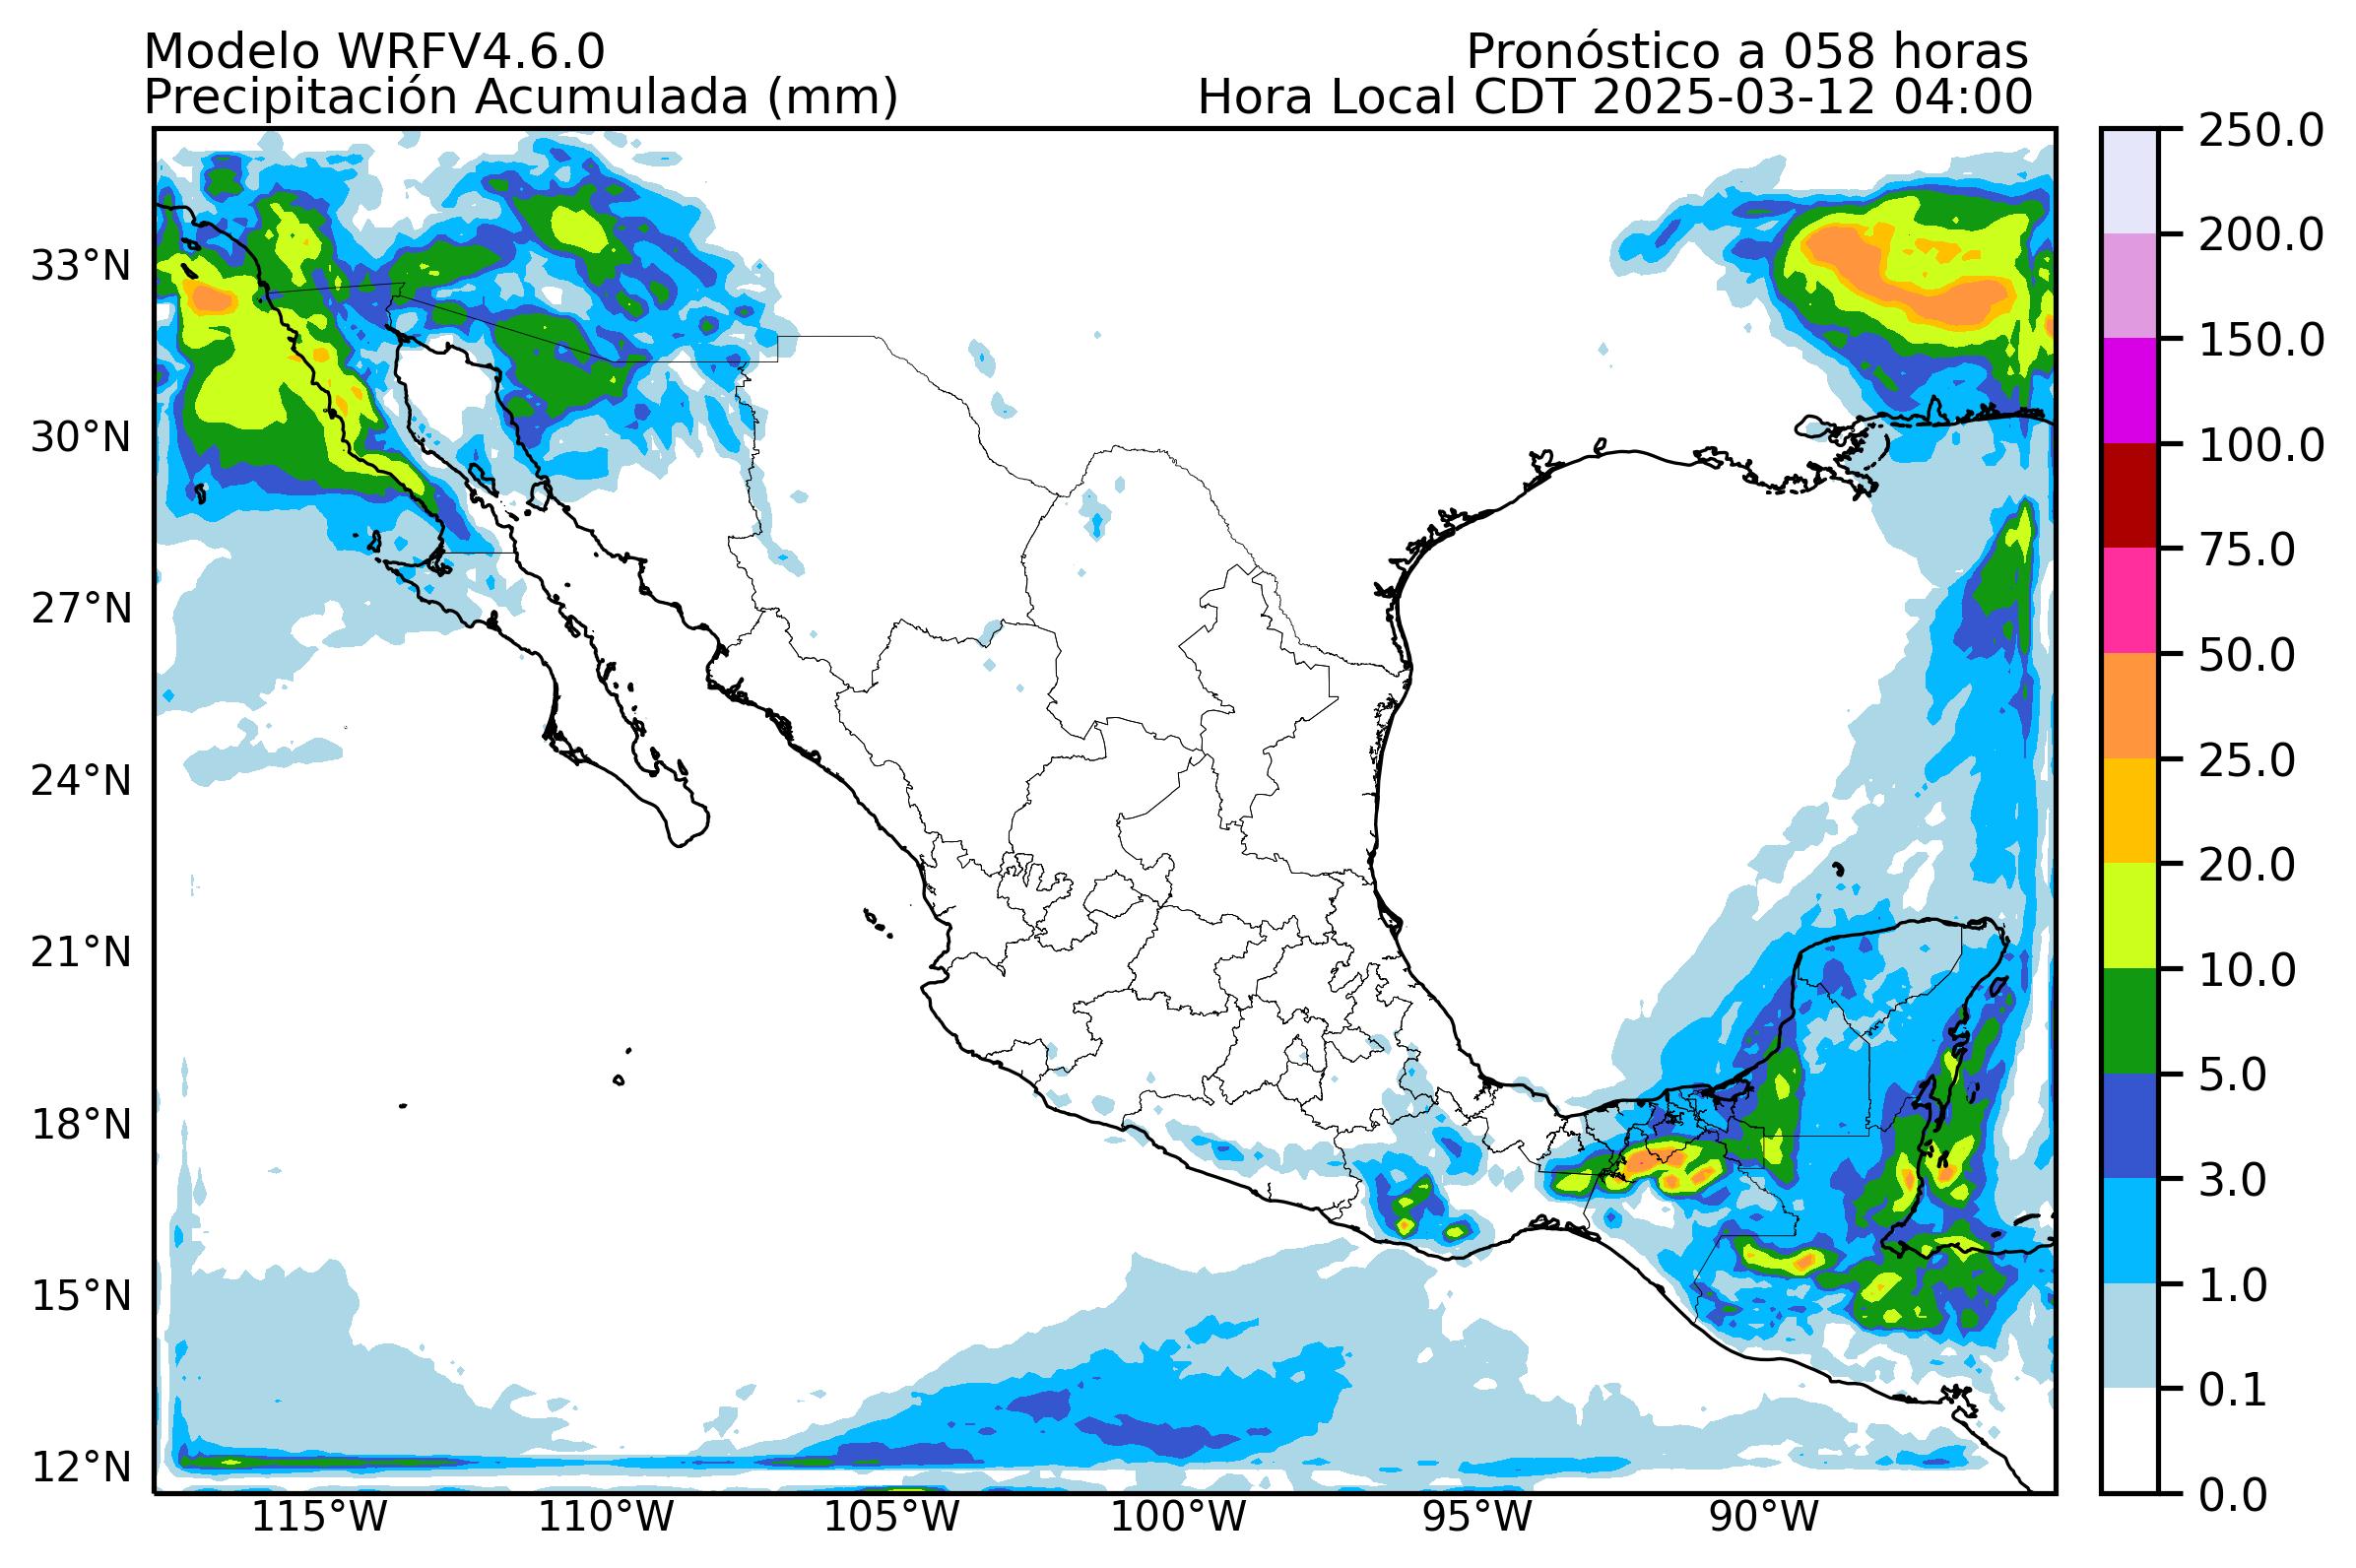 Modelo WRFV4.6.0
Pronóstico a 058 horas
Precipitación Acumulada (mm)
Hora Local CDT 2025-03-12 04:00
250.0
200.0
150.0
100.0
75.0
50.0
25.0
20.0
10.0
5.0
3.0
1.0
0.1
0.0
33°N
30°N
27°N
24°N
21°N
18°N
15°N
12°N
115°W
110°W
105°W
100°W
95°W
90°W